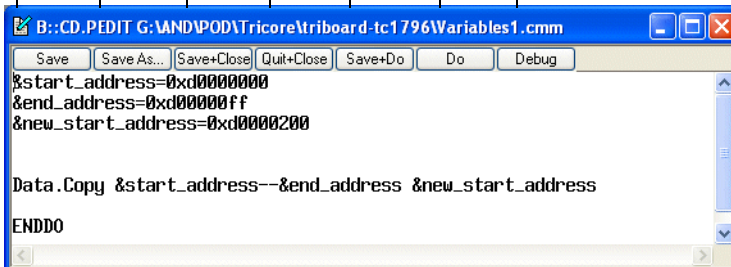 B::CD.PEDIT G:\AND\POD\Tricore\triboard-tc1796\Variables1.cmm
Save Save As... Save+Close Quit+Close Save+Do Do Debug
&start_address=0xd0000000
&end_address=0xd00000ff
&new_start_address=0xd0000200
Data.Copy &start_address--&end_address &new_start_address
ENDDO